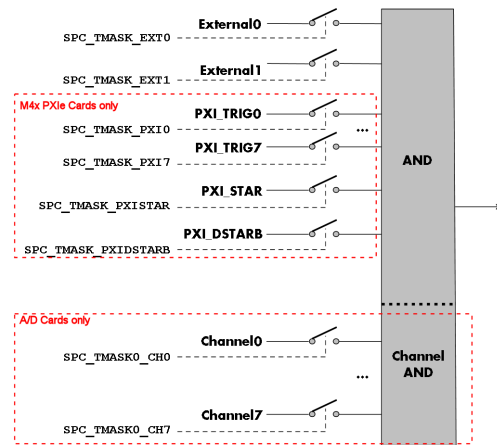 External0
SPC_TMASK_EXT0
External1
SPC_TMASK_EXT1
M4x PXIe Cards only
PXI_TRIG0
SPC_TMASK_PXI0
...
PXI_TRIG7
SPC_TMASK_PXI7
AND
PXI_STAR
SPC_TMASK_PXISTAR
PXI_DSTARB
SPC_TMASK_PXIDSTARB
A/D Cards only
Channel0
SPC_TMASK0_CH0
Channel
AND
...
Channel7
SPC_TMASK0_CH7